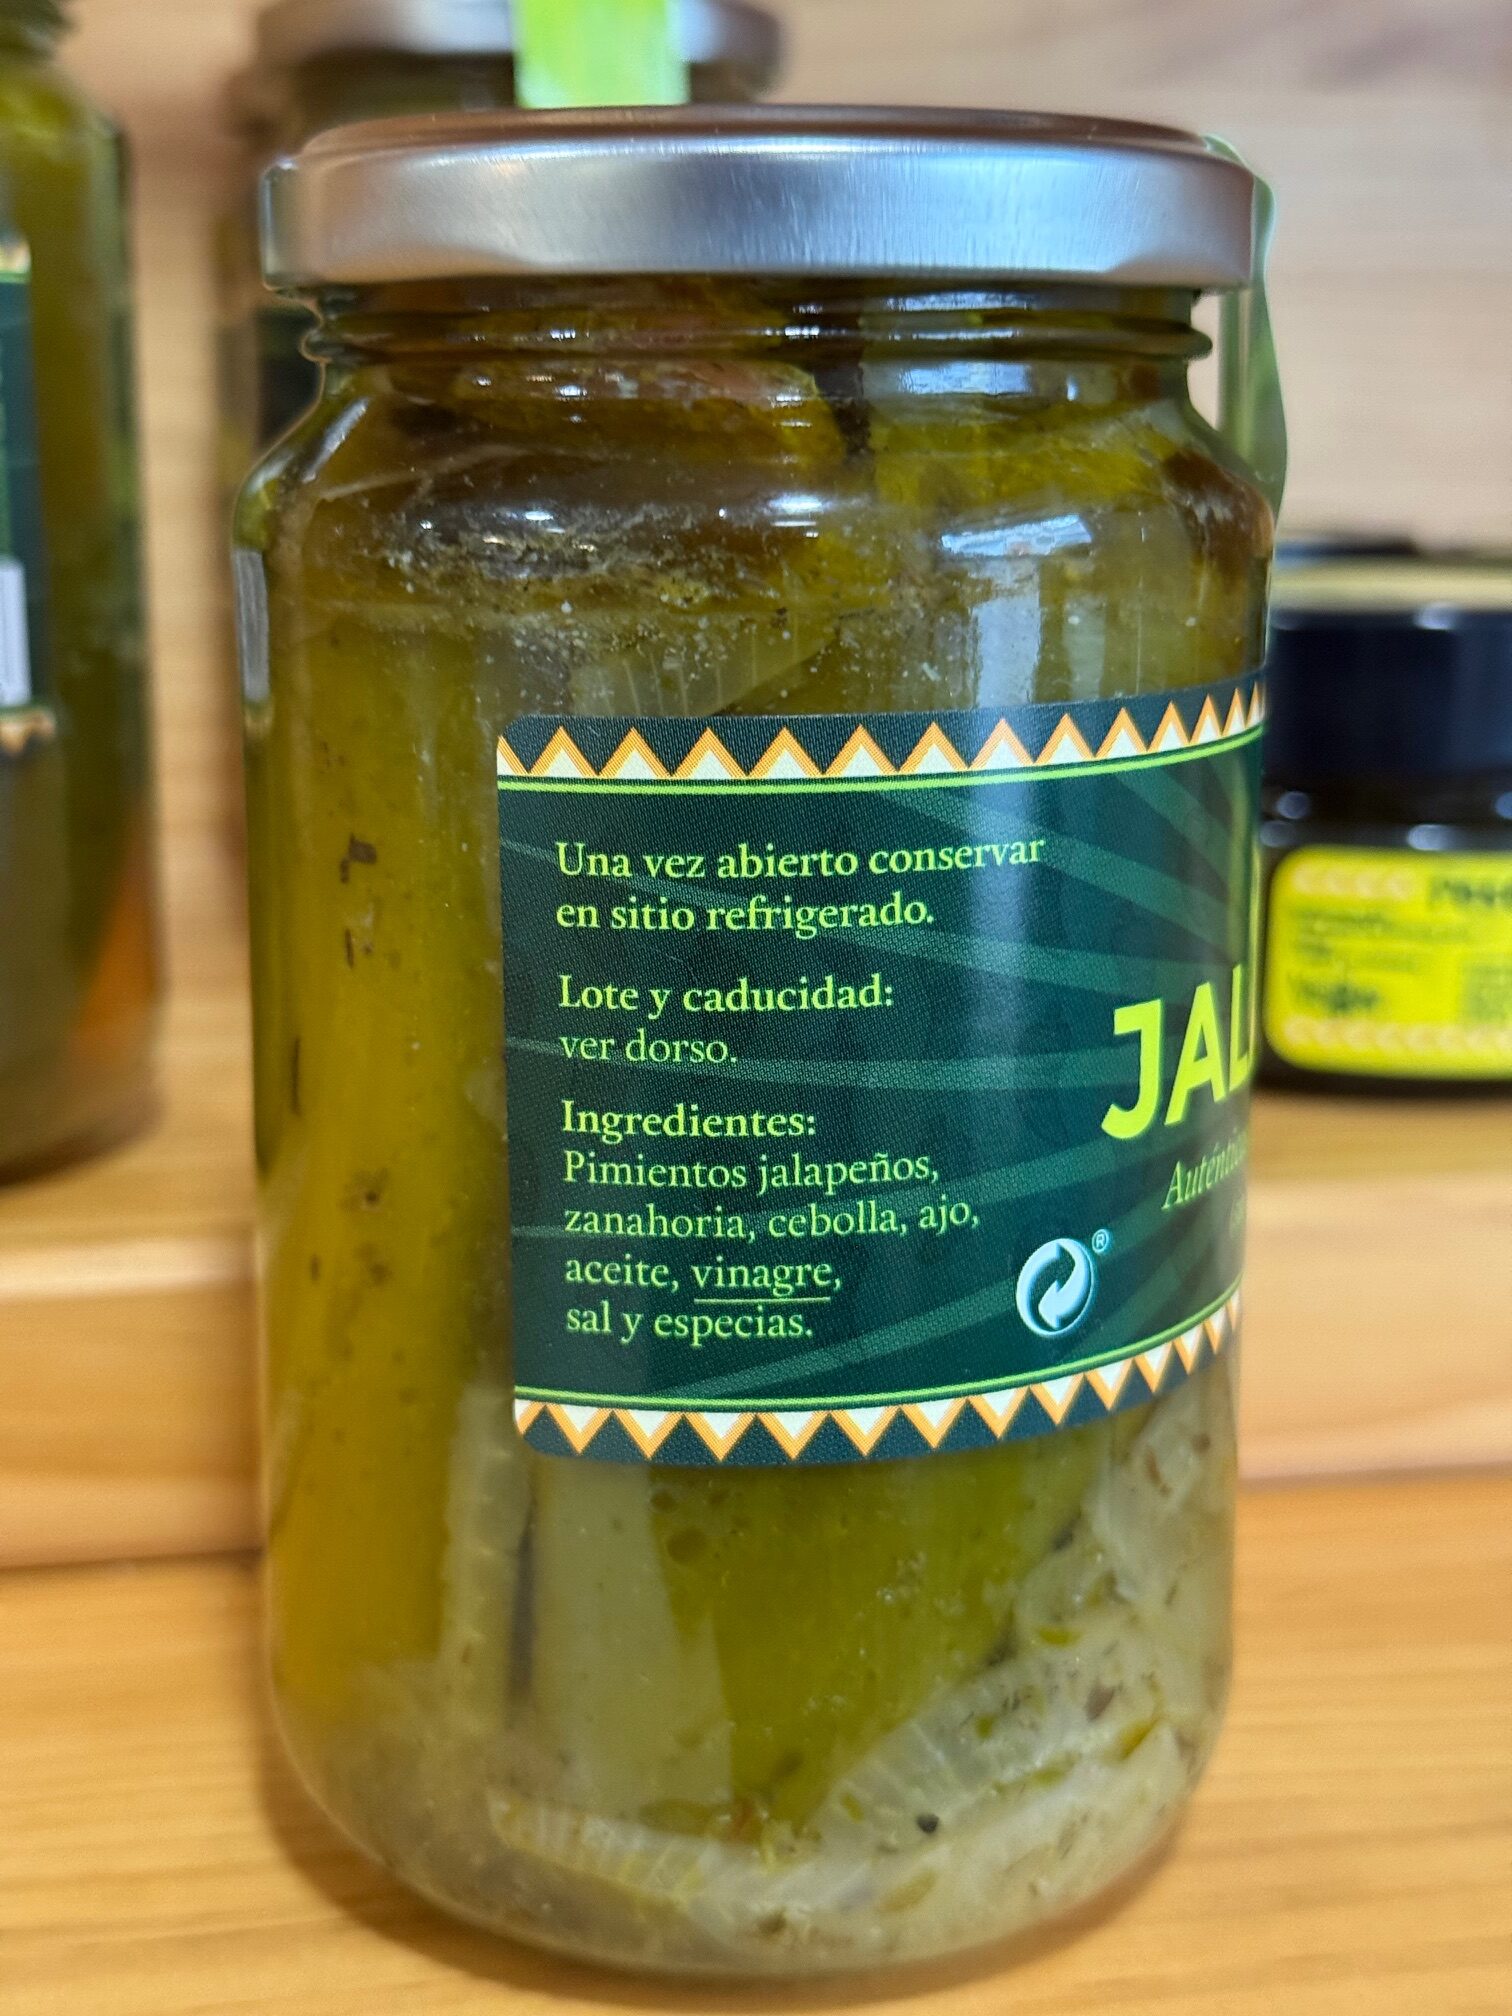 Una vez abierto conservar
en sitio refrigerado.
Lote y caducidad:
ver dorso.
Ingredientes:
Pimientos jalapeños,
zanahoria, cebolla, ajo,
aceite, vinagre,
sal y especias.
®